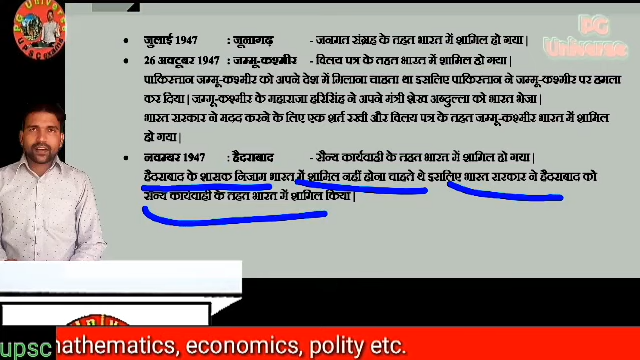 PG Universe
UPSC
PG
Universe
• जुलाई 1947 : जूनागढ़ - जनमत संग्रह के तहत भारत में शामिल हो गया |
• 26 अक्टूबर 1947 : जम्मू-कश्मीर - विलय पत्र के तहत भारत में शामिल हो गया |
पाकिस्तान जम्मू-कश्मीर को अपने देश में मिलाना चाहता था इसलिए पाकिस्तान ने जम्मू-कश्मीर पर हमला
कर दिया | जम्मू-कश्मीर के महाराजा हरिसिंह ने अपने मंत्री शेख अब्दुल्ला को भारत भेजा |
भारत सरकार ने मदद करने के लिए एक शर्त रखी और विलय पत्र के तहत जम्मू-कश्मीर भारत में शामिल
हो गया |
• नवम्बर 1947 : हैदराबाद - सैन्य कार्यवाही के तहत भारत में शामिल हो गया |
हैदराबाद के शासक निजाम भारत में शामिल नहीं होना चाहते थे इसलिए भारत सरकार ने हैदराबाद को
सैन्य कार्यवाही के तहत भारत में शामिल किया |
upsc mathematics, economics, polity etc.